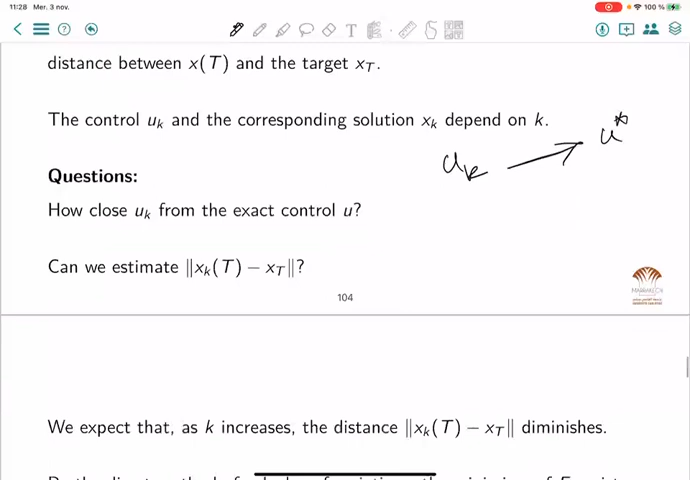 11:28 Mer. 3 nov.
100 %
distance between x(T) and the target x_T.
The control u_k and the corresponding solution x_k depend on k.
u_k → u*
Questions:
How close u_k from the exact control u?
Can we estimate ‖x_k(T) − x_T‖?
104
We expect that, as k increases, the distance ‖x_k(T) − x_T‖ diminishes.